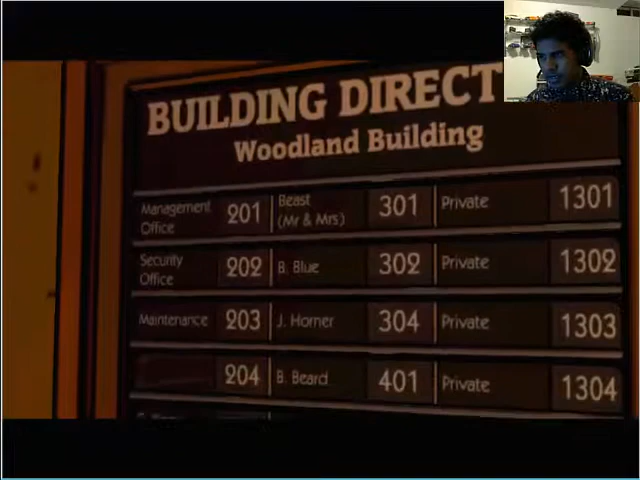 BUILDING DIRECT
Woodland Building
Management Office 201 Beast (Mr & Mrs) 301 Private 1301
Security Office 202 B. Blue 302 Private 1302
Maintenance 203 J. Horner 304 Private 1303
204 B. Beard 401 Private 1304